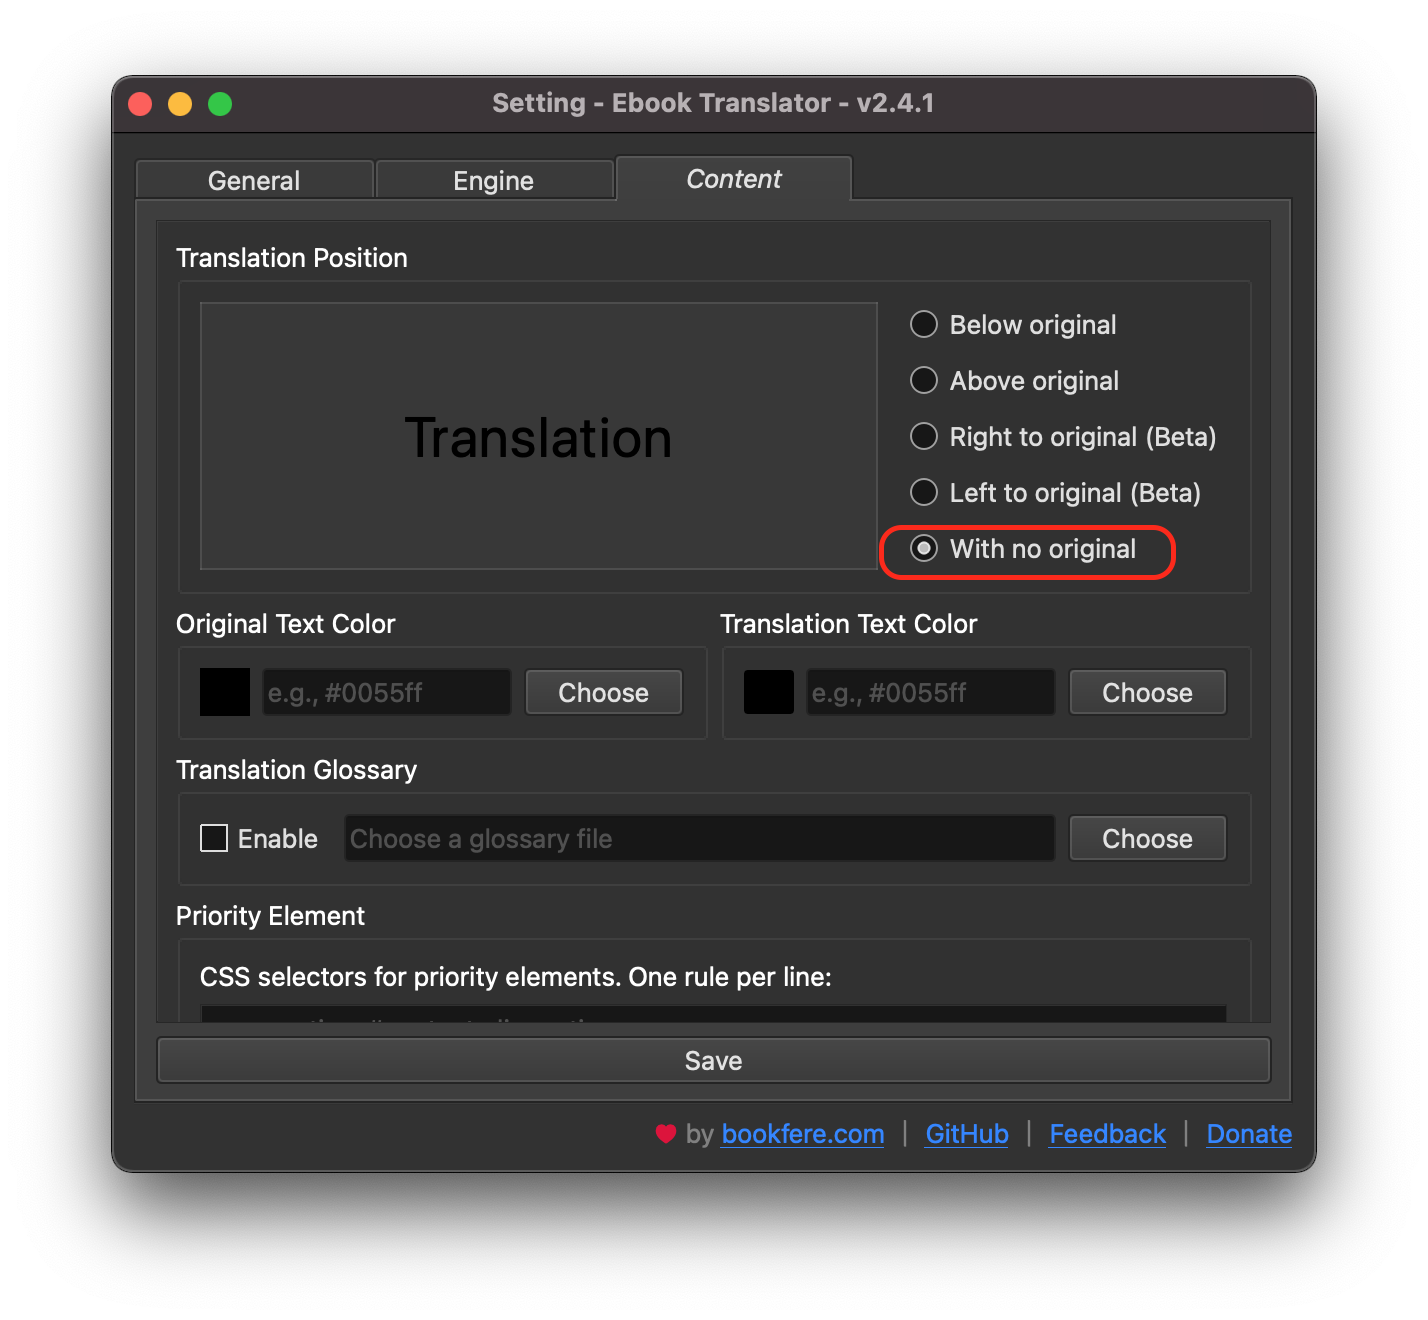 Setting - Ebook Translator - v2.4.1
General Engine Content
Translation Position
Translation
Below original
Above original
Right to original (Beta)
Left to original (Beta)
With no original
Original Text Color
e.g., #0055ff Choose
Translation Text Color
e.g., #0055ff Choose
Translation Glossary
Enable Choose a glossary file Choose
Priority Element
CSS selectors for priority elements. One rule per line:
Save
by bookfere.com | GitHub | Feedback | Donate